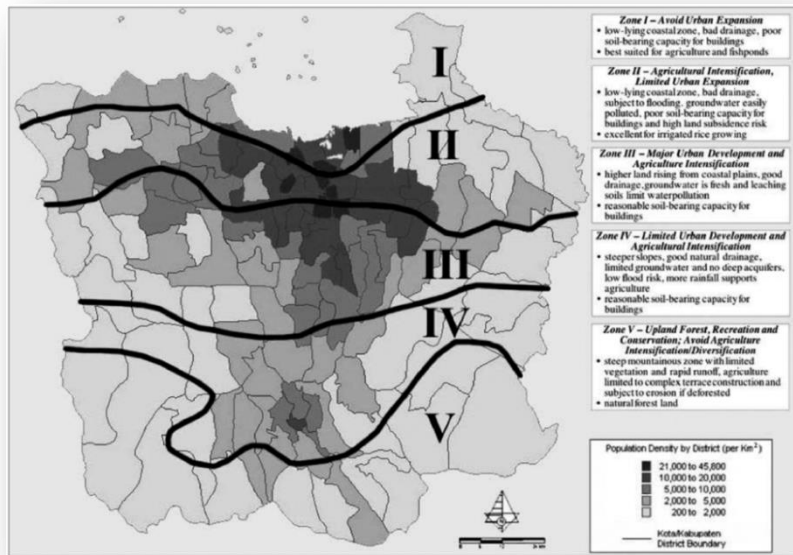 I
II
III
IV
V
Zone I – Avoid Urban Expansion
• low-lying coastal zone, bad drainage, poor
soil-bearing capacity for buildings
• best suited for agriculture and fishponds
Zone II – Agricultural Intensification,
Limited Urban Expansion
• low-lying coastal zone, bad drainage,
subject to flooding, groundwater easily
polluted, poor soil-bearing capacity for
buildings and high land subsidence risk
• excellent for irrigated rice growing
Zone III – Major Urban Development and
Agriculture Intensification
• higher land rising from coastal plains, good
drainage, groundwater is fresh and leaching
soils limit waterpollution
• reasonable soil-bearing capacity for
buildings
Zone IV – Limited Urban Development and
Agricultural Intensification
• steeper slopes, good natural drainage,
limited groundwater and no deep acquifers,
low flood risk, more rainfall supports
agriculture
• reasonable soil-bearing capacity for
buildings
Zone V – Upland Forest, Recreation and
Conservation; Avoid Agriculture
Intensification/Diversification
• steep mountainous zone with limited
vegetation and rapid runoff, agriculture
limited to complex terrace construction and
subject to erosion if deforested
• natural forest land
Population Density by District (per Km²)
21,000 to 45,800
10,000 to 20,000
5,000 to 10,000
2,000 to 5,000
200 to 2,000
Kota/Kabupaten
District Boundary